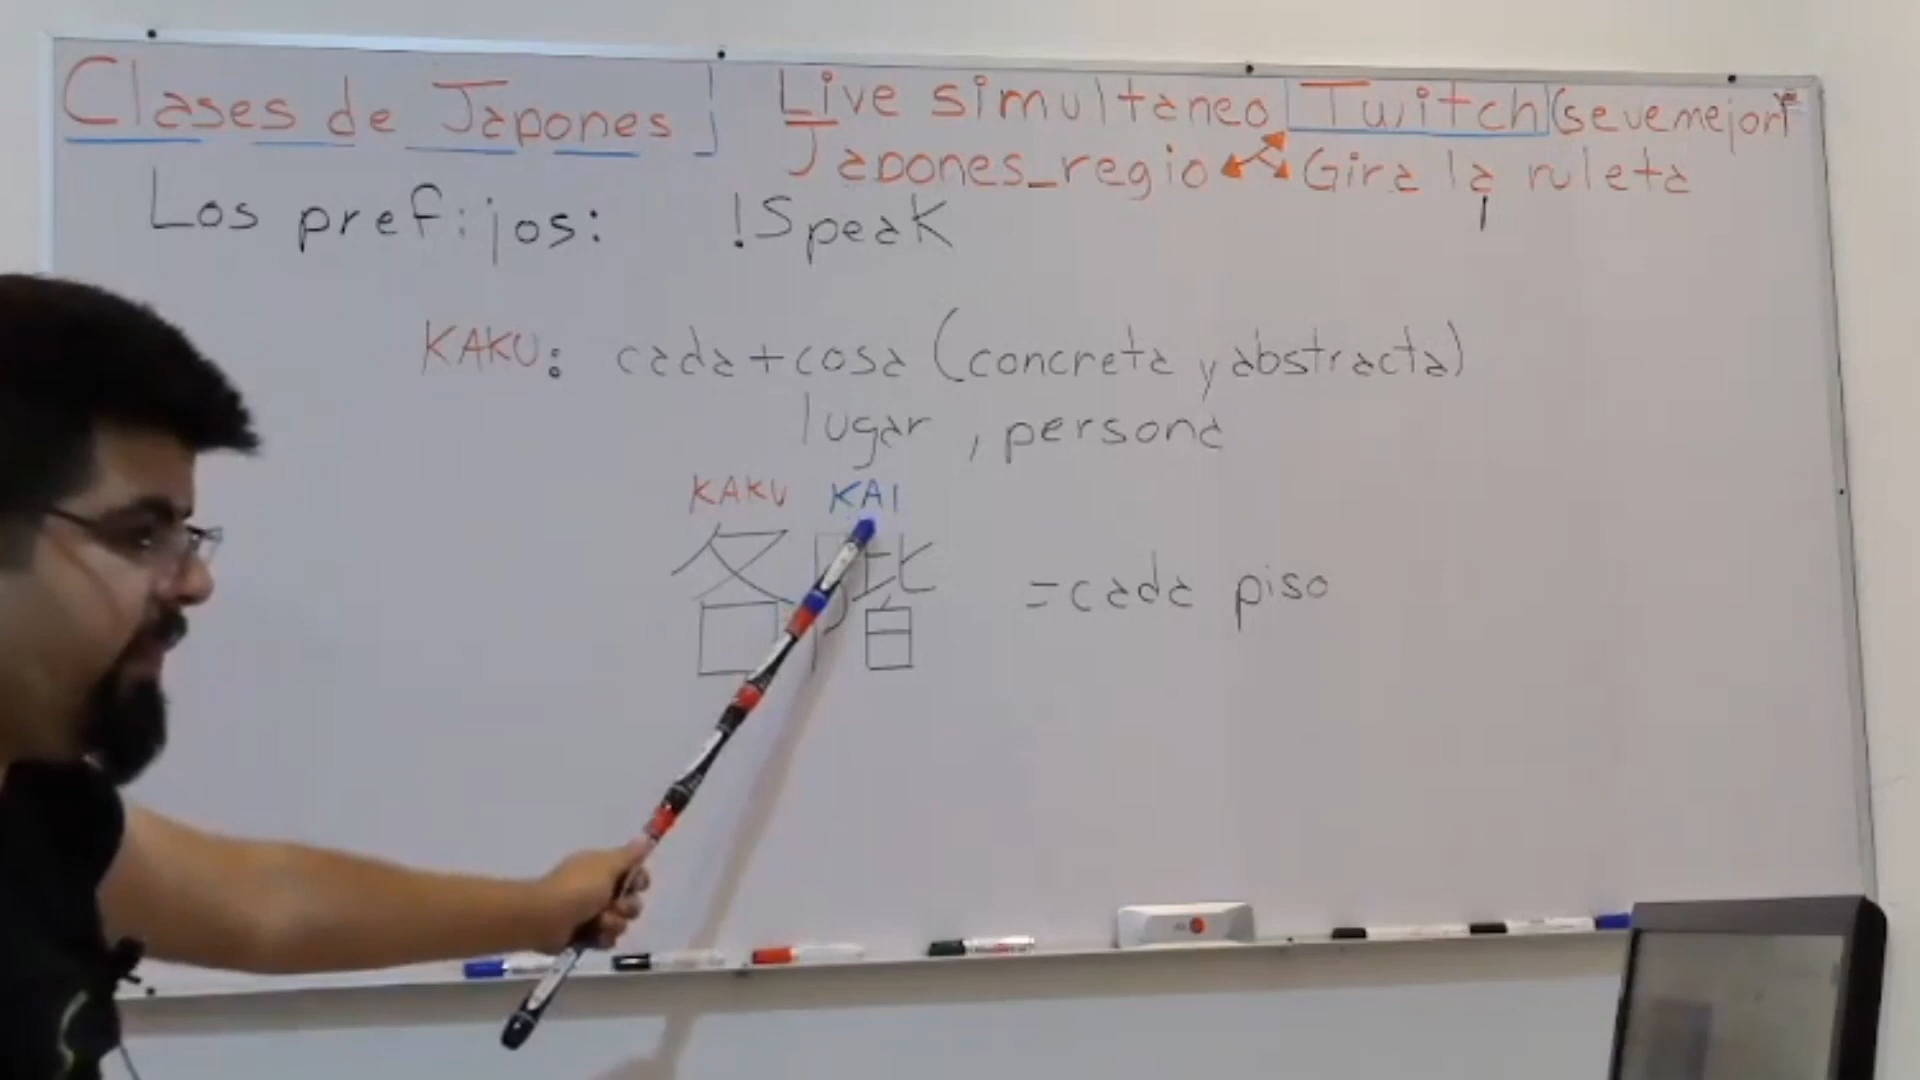 Clases de Japones
Live simultaneo Twitch (se ve mejor)
Japones_regio Gira la ruleta
Los prefijos: !Speak
KAKU: cada+cosa (concreta y abstracta)
lugar, persona
KAKU KAI
各階 =cada piso